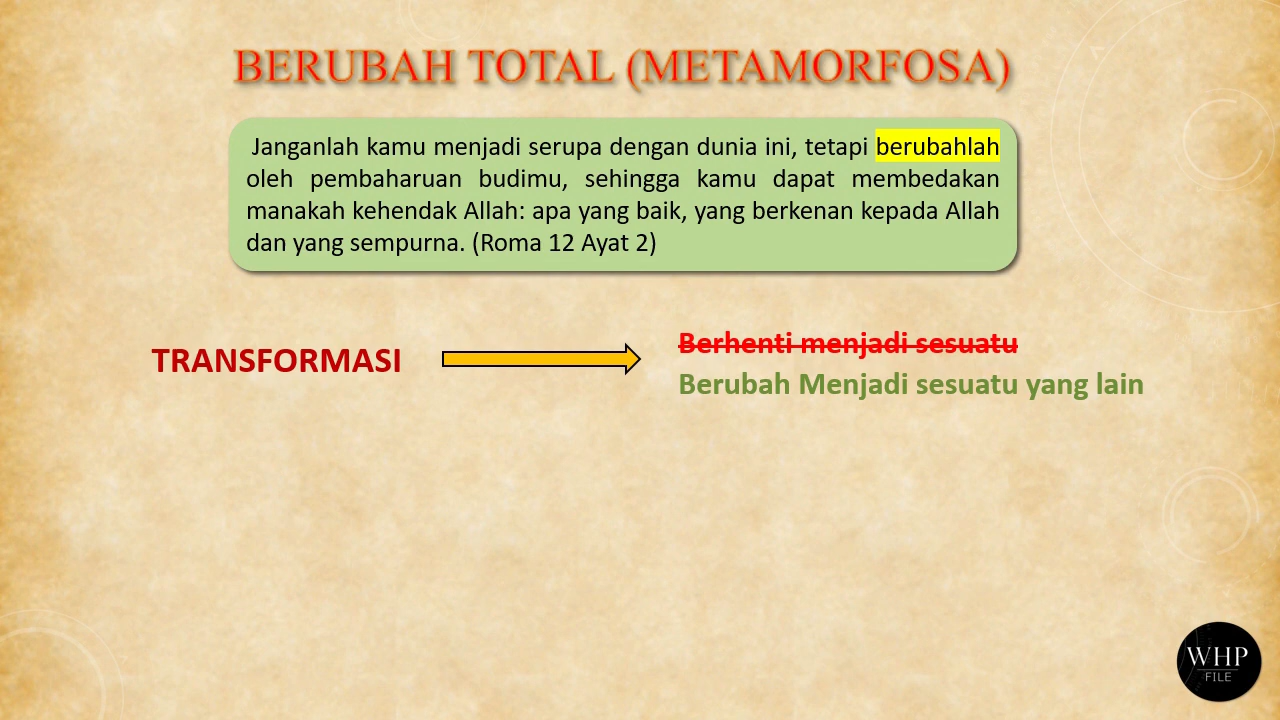 BERUBAH TOTAL (METAMORFOSA)
Janganlah kamu menjadi serupa dengan dunia ini, tetapi berubahlah
oleh pembaharuan budimu, sehingga kamu dapat membedakan
manakah kehendak Allah: apa yang baik, yang berkenan kepada Allah
dan yang sempurna. (Roma 12 Ayat 2)
TRANSFORMASI
Berhenti menjadi sesuatu
Berubah Menjadi sesuatu yang lain
WHP
FILE